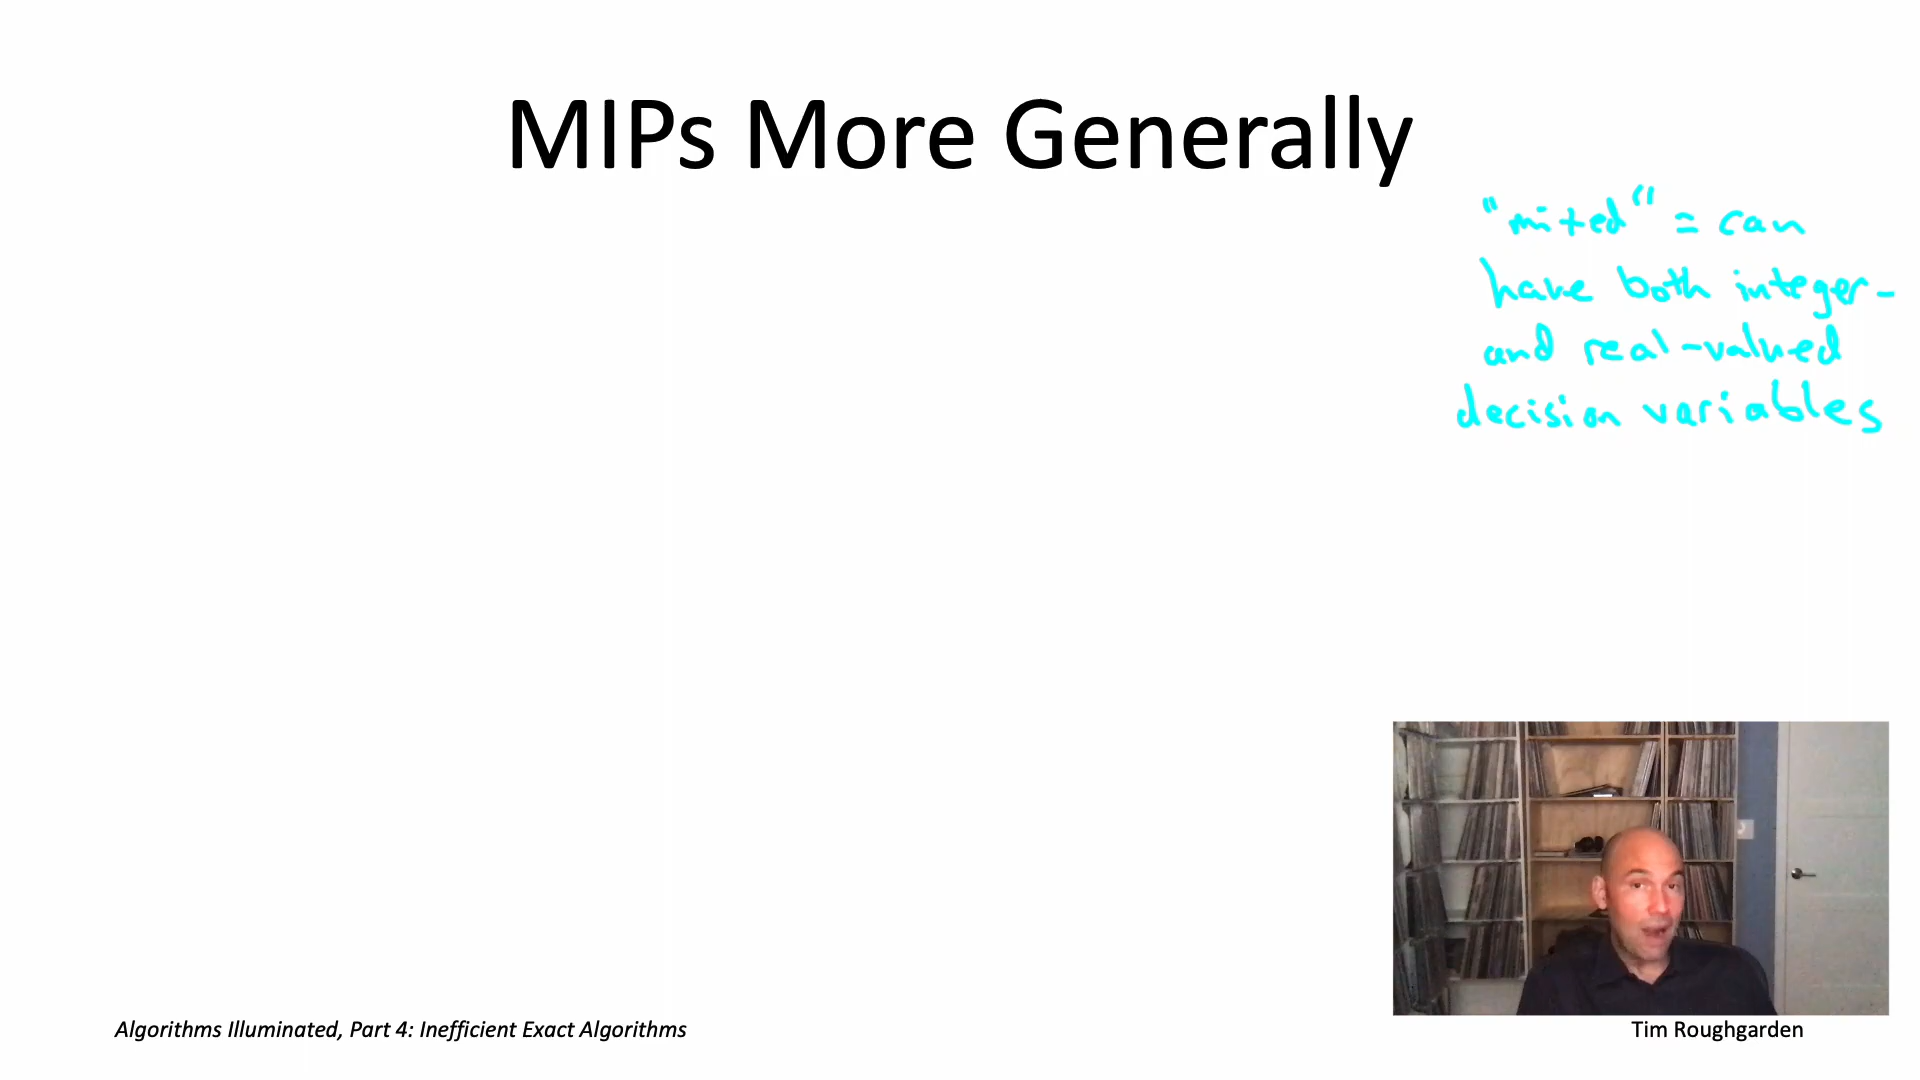 MIPs More Generally
"mixed" = can
have both integer-
and real-valued
decision variables
Algorithms Illuminated, Part 4: Inefficient Exact Algorithms
Tim Roughgarden